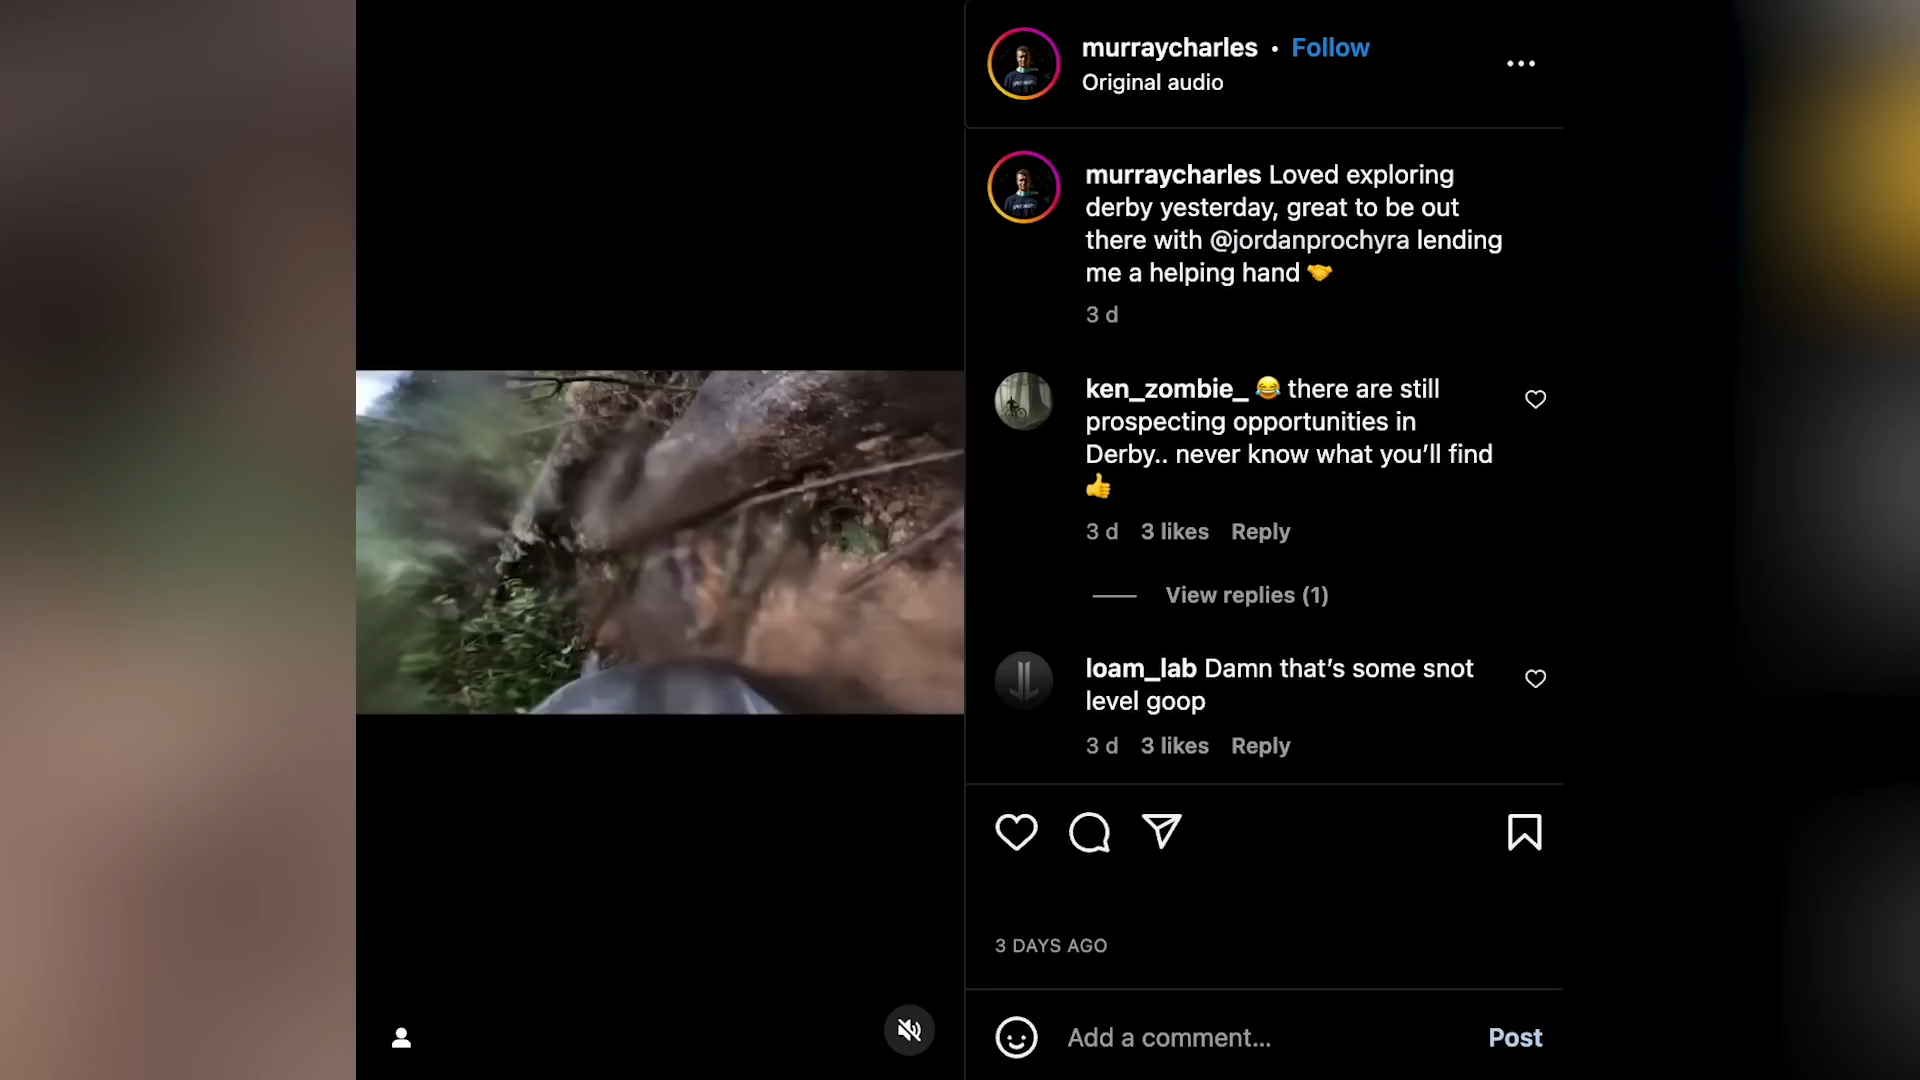 murraycharles • Follow
Original audio
murraycharles Loved exploring
derby yesterday, great to be out
there with @jordanprochyra lending
me a helping hand 🤝
3 d
ken_zombie_ 😂 there are still
prospecting opportunities in
Derby.. never know what you’ll find
👍
3 d 3 likes Reply
View replies (1)
loam_lab Damn that’s some snot
level goop
3 d 3 likes Reply
3 DAYS AGO
Add a comment...
Post